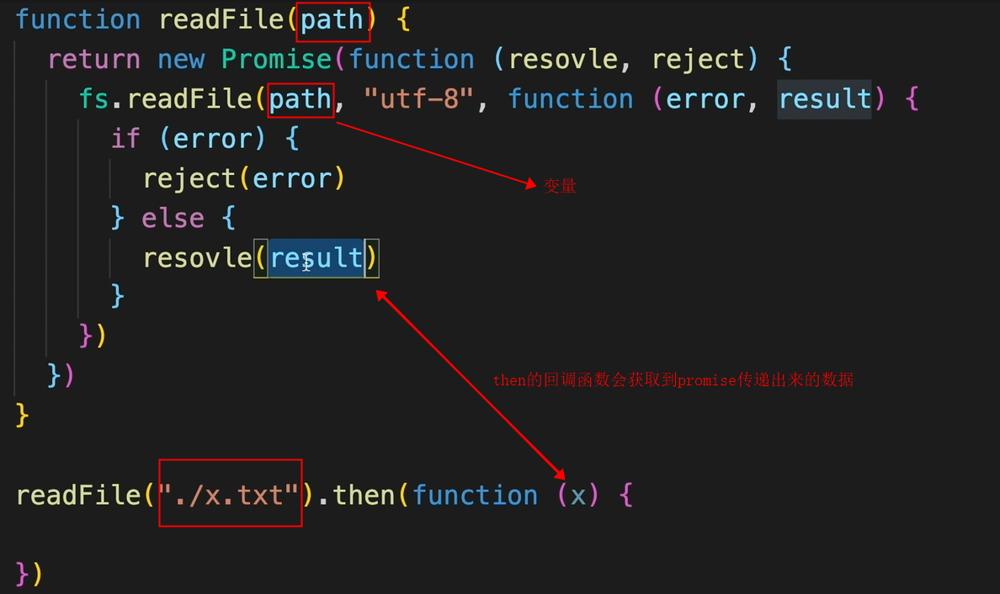 function readFile(path) {
return new Promise(function (resovle, reject) {
fs.readFile(path, "utf-8", function (error, result) {
if (error) {
reject(error)
变量
} else {
resovle(result)
}
})
})
then的回调函数会获取到promise传递出来的数据
}
readFile("./x.txt").then(function (x) {
})